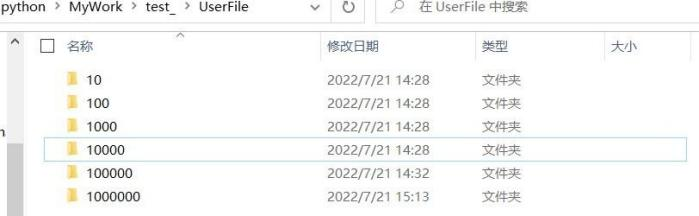 python > MyWork > test_ > UserFile 在 UserFile 中搜索
名称 修改日期 类型 大小
10 2022/7/21 14:28 文件夹
100 2022/7/21 14:28 文件夹
1000 2022/7/21 14:28 文件夹
10000 2022/7/21 14:28 文件夹
100000 2022/7/21 14:32 文件夹
1000000 2022/7/21 15:13 文件夹